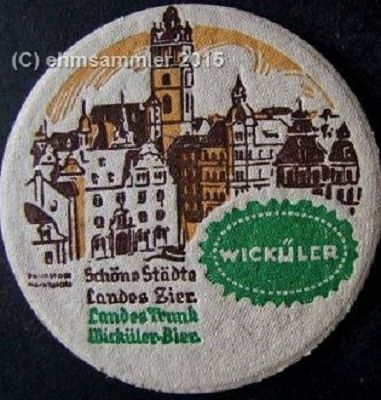 (C) ehmsammler 2015
Schöne Städte
Landes Zier
Landes Trunk
Wicküler-Bier.
WICKÜLER